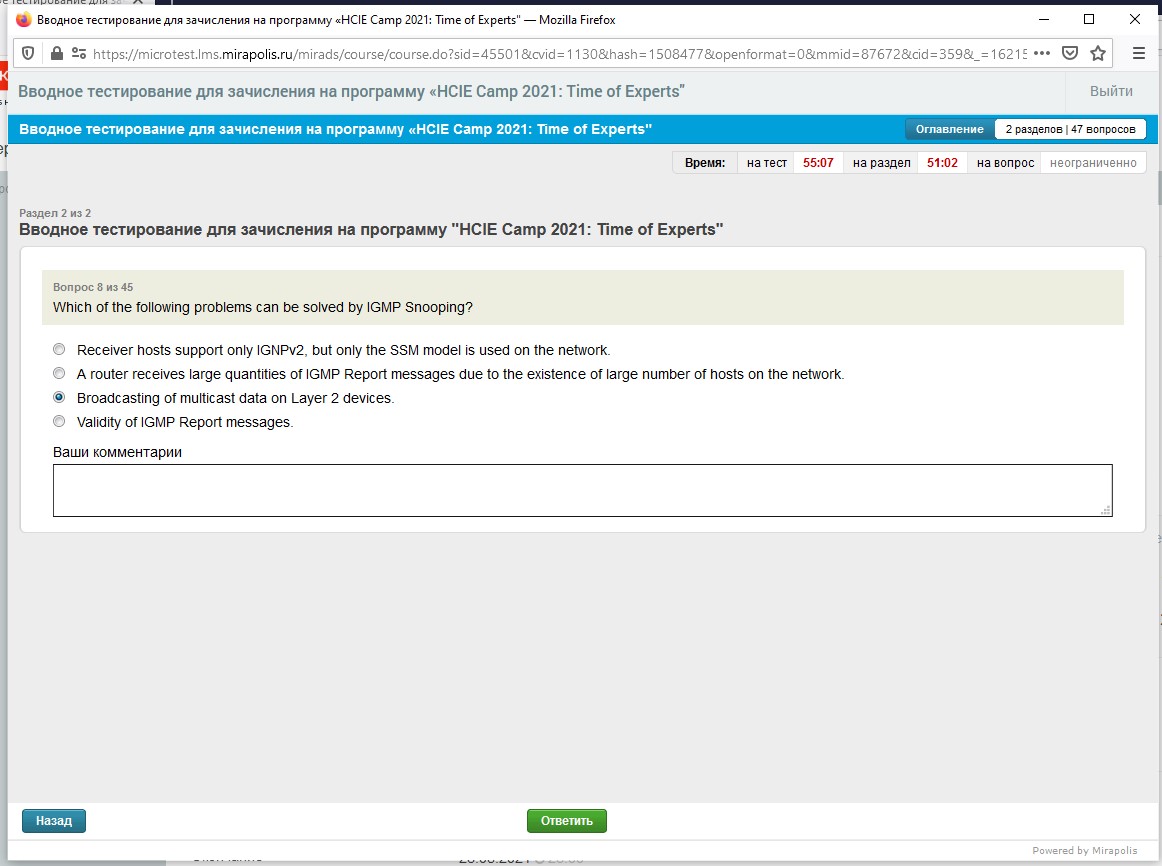 Вводное тестирование для зачисления на программу «HCIE Camp 2021: Time of Experts" — Mozilla Firefox
https://microtest.lms.mirapolis.ru/mirads/course/course.do?sid=45501&cvid=1130&hash=1508477&openformat=0&mmid=87672&cid=359&_=16215
Вводное тестирование для зачисления на программу «HCIE Camp 2021: Time of Experts"
Выйти
Вводное тестирование для зачисления на программу «HCIE Camp 2021: Time of Experts"
Оглавление
2 разделов | 47 вопросов
Время: на тест 55:07 на раздел 51:02 на вопрос неограниченно
Раздел 2 из 2
Вводное тестирование для зачисления на программу "HCIE Camp 2021: Time of Experts"
Вопрос 8 из 45
Which of the following problems can be solved by IGMP Snooping?
Receiver hosts support only IGNPv2, but only the SSM model is used on the network.
A router receives large quantities of IGMP Report messages due to the existence of large number of hosts on the network.
Broadcasting of multicast data on Layer 2 devices.
Validity of IGMP Report messages.
Ваши комментарии
Назад
Ответить
Powered by Mirapolis